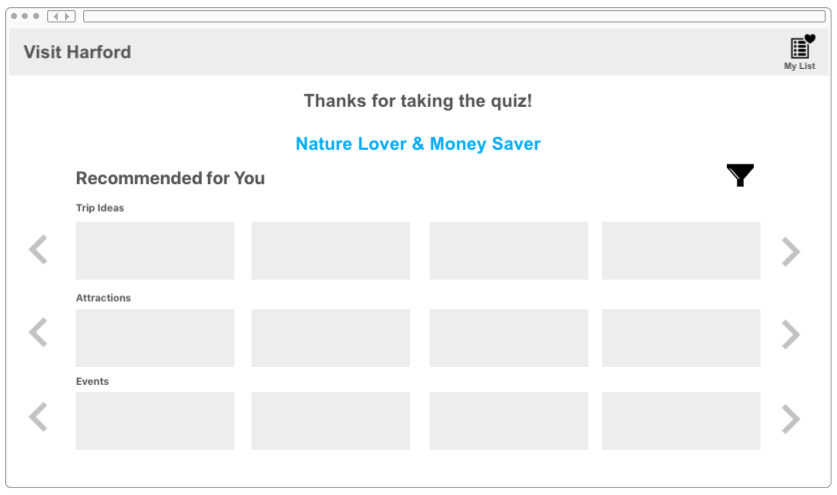 Visit Harford
My List
Thanks for taking the quiz!
Nature Lover & Money Saver
Recommended for You
Trip Ideas
Attractions
Events